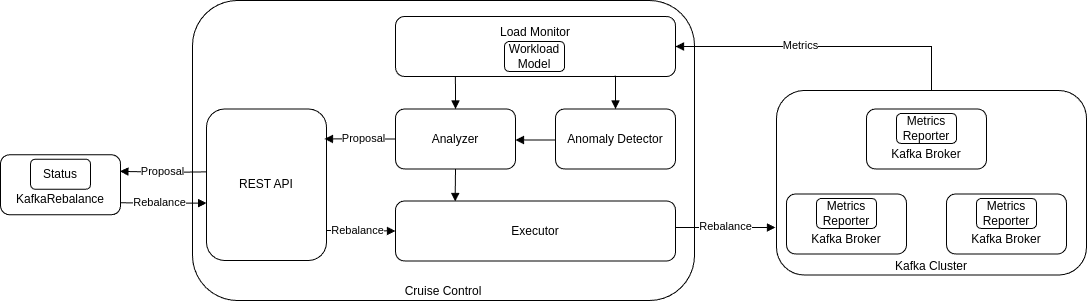 Load Monitor
Workload
Model
Metrics
Metrics
Reporter
Kafka Broker
Proposal
Analyzer
Anomaly Detector
Status
KafkaRebalance
Proposal
Rebalance
REST API
Rebalance
Executor
Rebalance
Metrics
Reporter
Kafka Broker
Metrics
Reporter
Kafka Broker
Kafka Cluster
Cruise Control